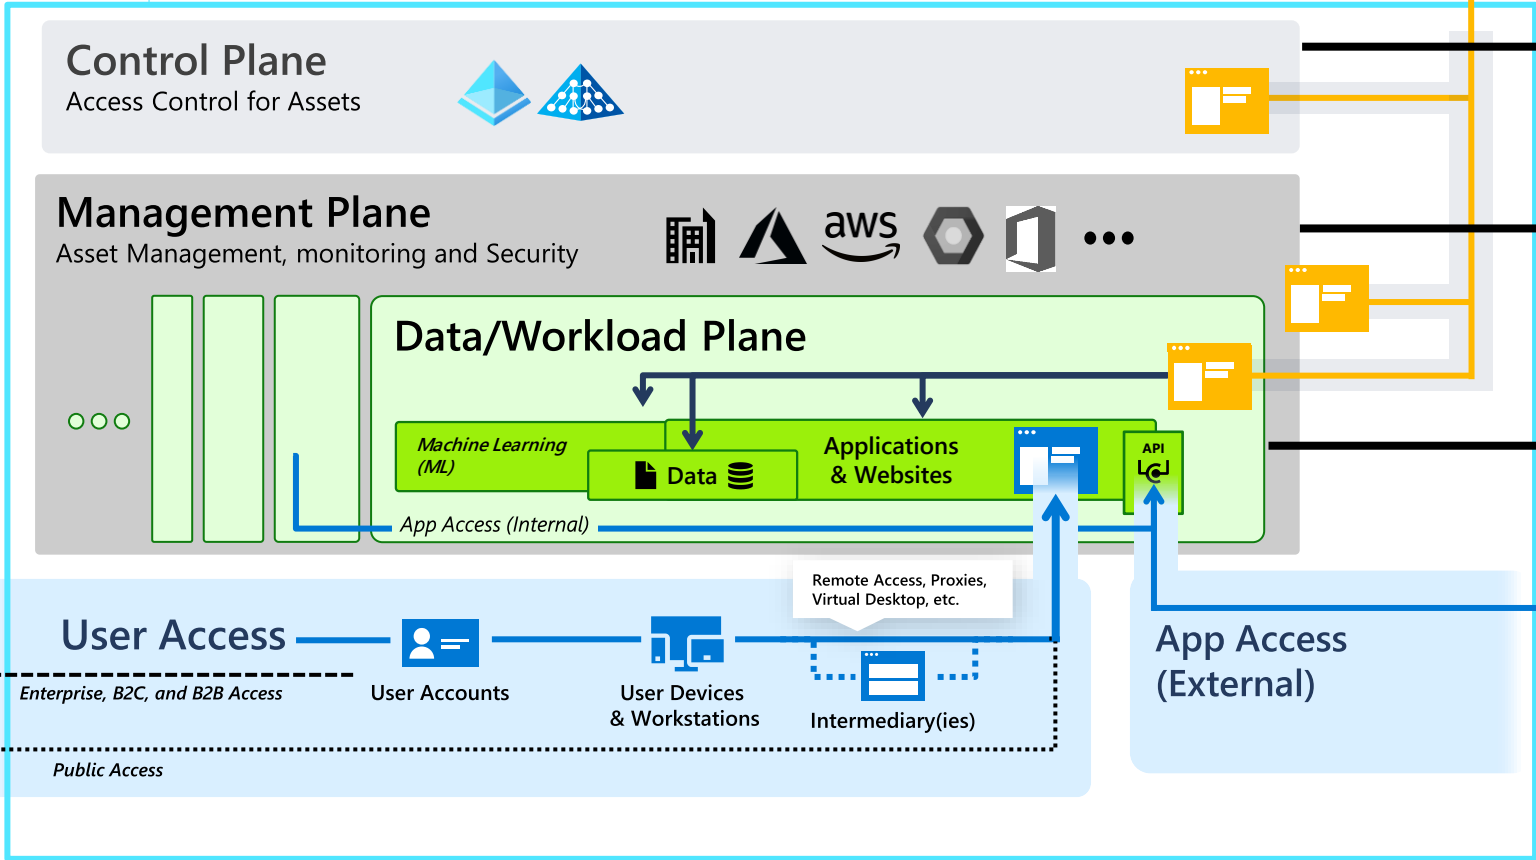 Control Plane
Access Control for Assets
Management Plane
Asset Management, monitoring and Security
aws
Data/Workload Plane
Machine Learning
(ML)
Data
Applications
& Websites
API
App Access (Internal)
Remote Access, Proxies,
Virtual Desktop, etc.
User Access
Enterprise, B2C, and B2B Access
User Accounts
User Devices
& Workstations
Intermediary(ies)
Public Access
App Access
(External)